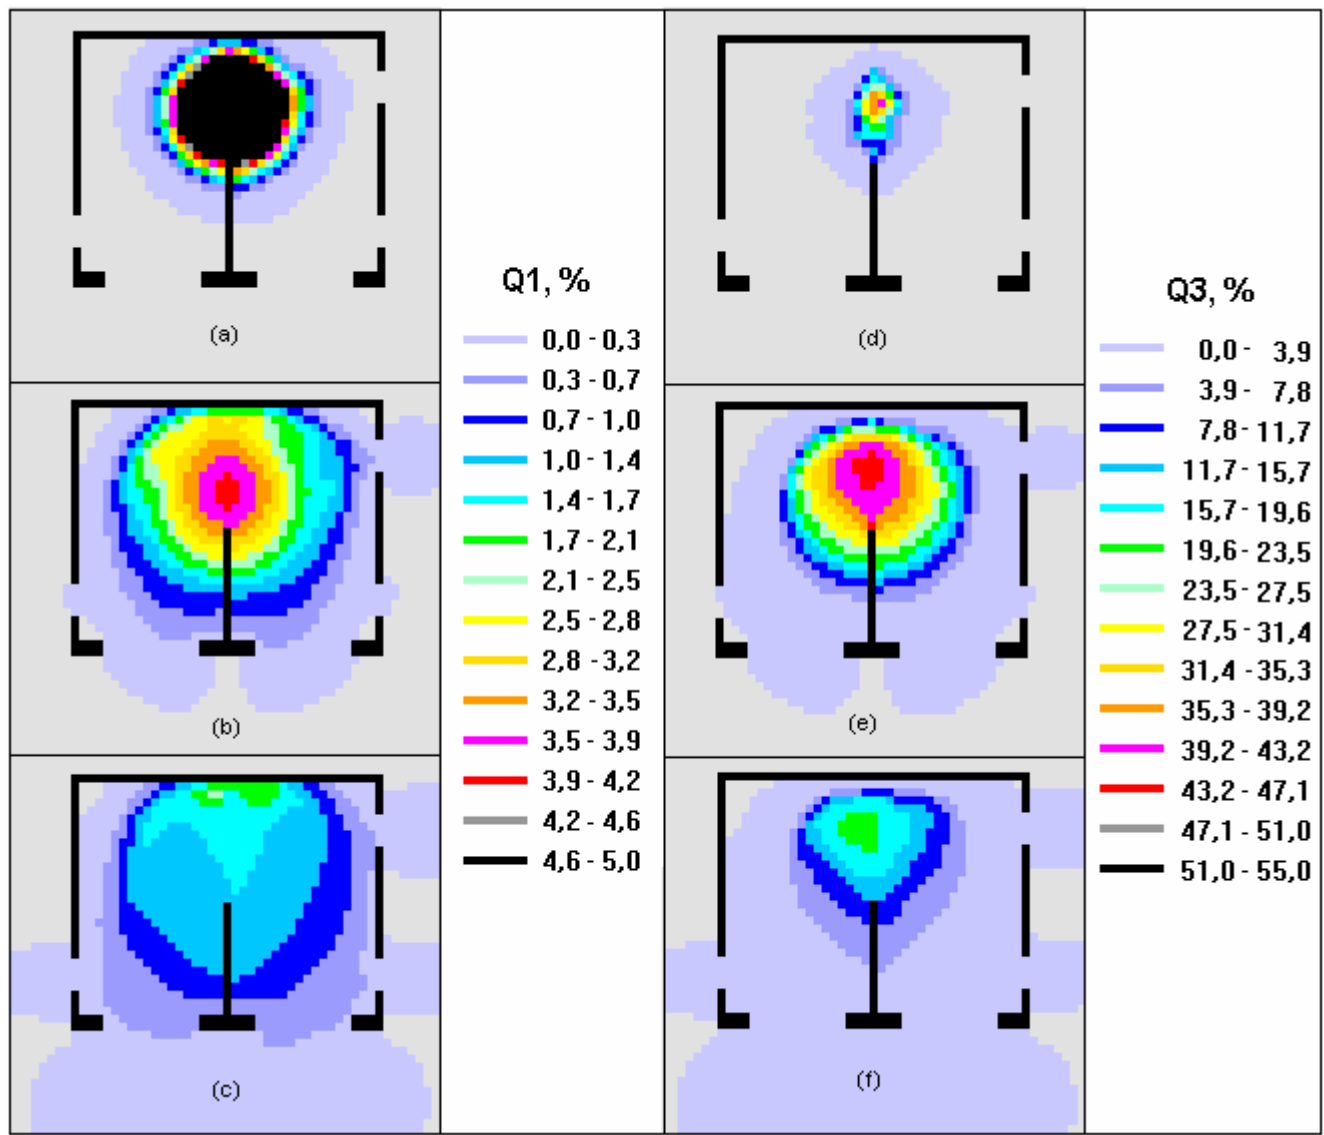 (a)
(b)
(c)
Q1, %
0,0 - 0,3
0,3 - 0,7
0,7 - 1,0
1,0 - 1,4
1,4 - 1,7
1,7 - 2,1
2,1 - 2,5
2,5 - 2,8
2,8 - 3,2
3,2 - 3,5
3,5 - 3,9
3,9 - 4,2
4,2 - 4,6
4,6 - 5,0
(d)
(e)
(f)
Q3, %
0,0 - 3,9
3,9 - 7,8
7,8 - 11,7
11,7 - 15,7
15,7 - 19,6
19,6 - 23,5
23,5 - 27,5
27,5 - 31,4
31,4 - 35,3
35,3 - 39,2
39,2 - 43,2
43,2 - 47,1
47,1 - 51,0
51,0 - 55,0